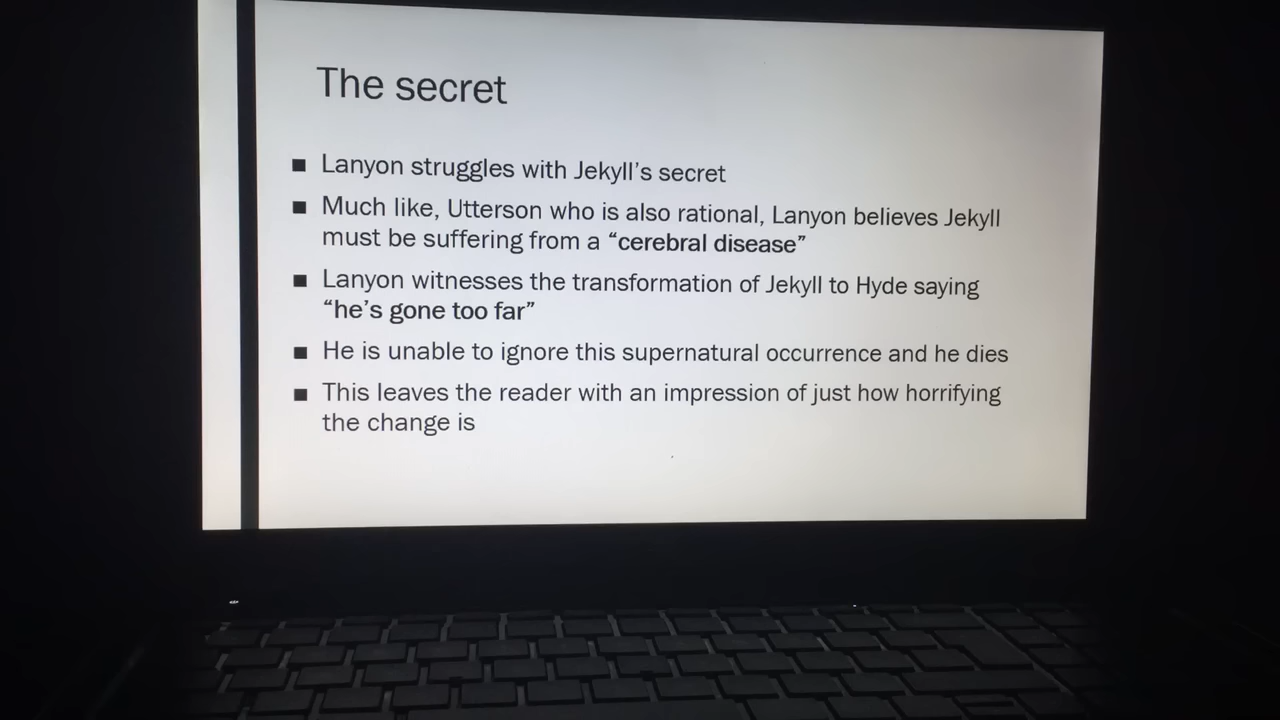 The secret
■ Lanyon struggles with Jekyll's secret
■ Much like, Utterson who is also rational, Lanyon believes Jekyll
must be suffering from a “cerebral disease”
■ Lanyon witnesses the transformation of Jekyll to Hyde saying
“he's gone too far”
■ He is unable to ignore this supernatural occurrence and he dies
■ This leaves the reader with an impression of just how horrifying
the change is